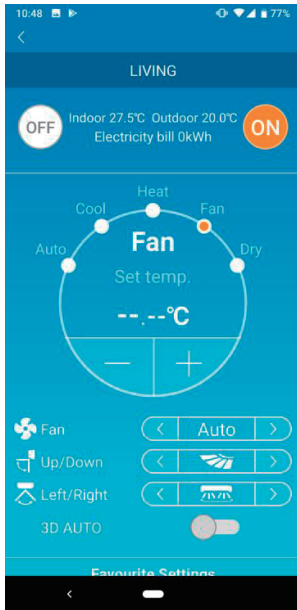 10:48 77%
LIVING
OFF
Indoor 27.5℃ Outdoor 20.0℃
Electricity bill 0kWh
ON
Heat
Cool Fan
Auto Dry
Fan
Set temp.
--.--℃
Fan Auto
Up/Down
Left/Right
3D AUTO
Favourite Settings